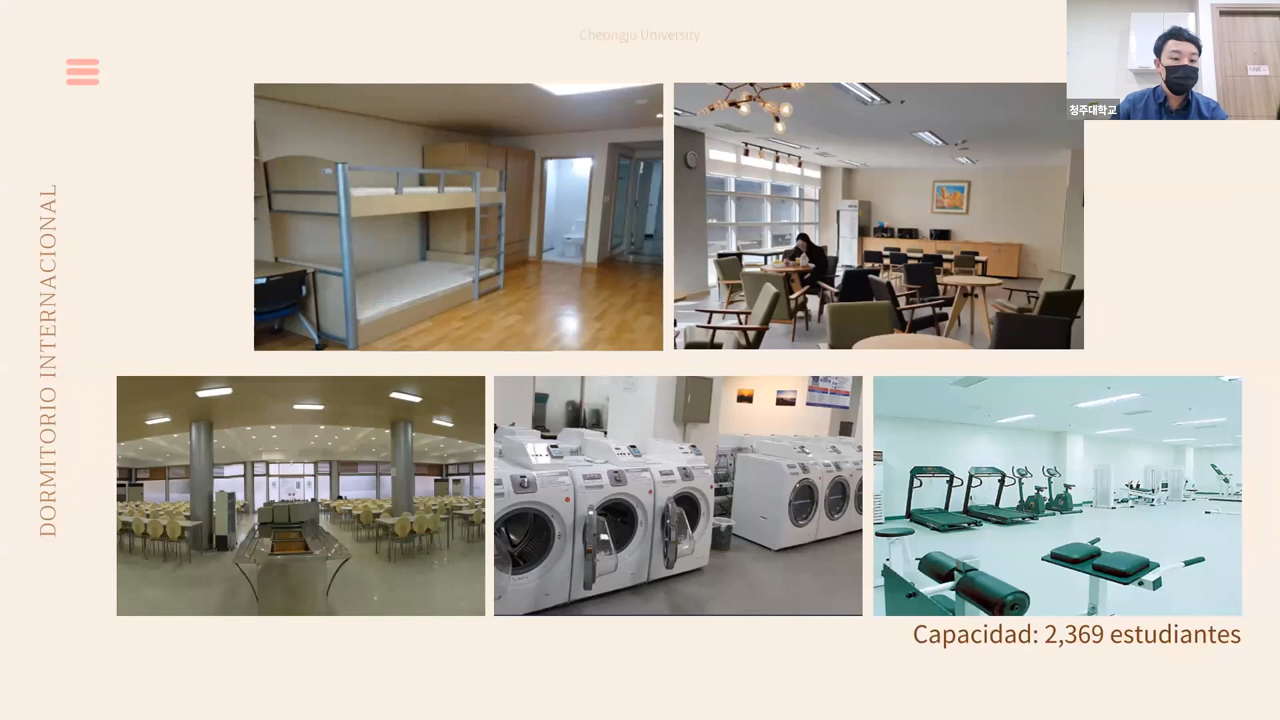 Cheongju University
청주대학교
DORMITORIO INTERNACIONAL
Capacidad: 2,369 estudiantes